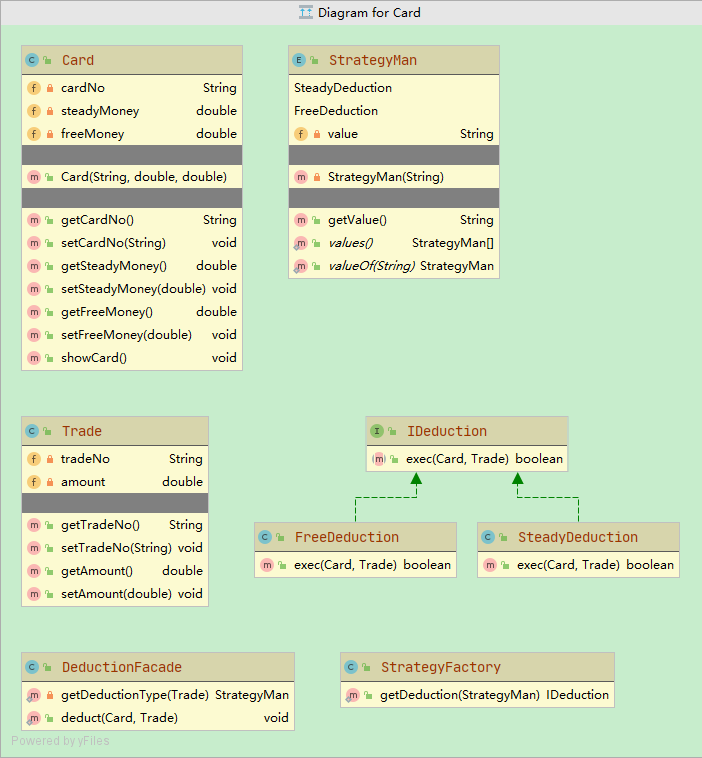 Diagram for Card
Card
cardNo String
steadyMoney double
freeMoney double
Card(String, double, double)
getCardNo() String
setCardNo(String) void
getSteadyMoney() double
setSteadyMoney(double) void
getFreeMoney() double
setFreeMoney(double) void
showCard() void
StrategyMan
SteadyDeduction
FreeDeduction
value String
StrategyMan(String)
getValue() String
values() StrategyMan[]
valueOf(String) StrategyMan
Trade
tradeNo String
amount double
getTradeNo() String
setTradeNo(String) void
getAmount() double
setAmount(double) void
IDeduction
exec(Card, Trade) boolean
FreeDeduction
exec(Card, Trade) boolean
SteadyDeduction
exec(Card, Trade) boolean
DeductionFacade
getDeductionType(Trade) StrategyMan
deduct(Card, Trade) void
StrategyFactory
getDeduction(StrategyMan) IDeduction
Powered by yFiles